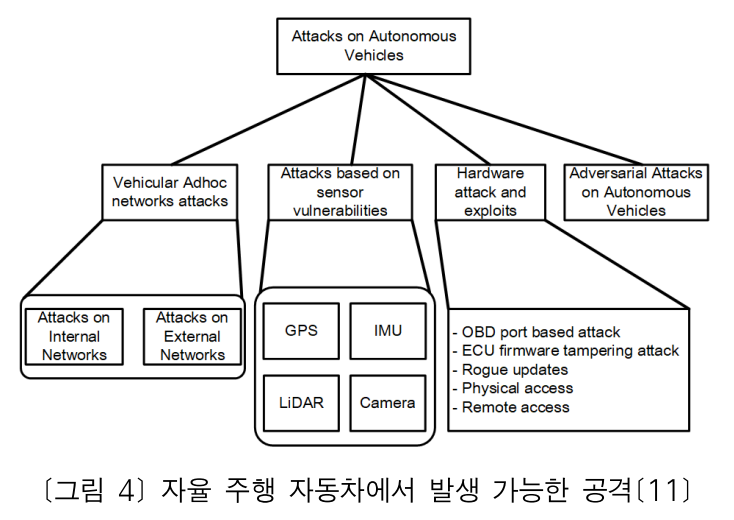 Attacks on Autonomous
Vehicles
Vehicular Adhoc
networks attacks
Attacks based on
sensor
vulnerabilities
Hardware
attack and
exploits
Adversarial Attacks
on Autonomous
Vehicles
Attacks on
Internal
Networks
Attacks on
External
Networks
GPS
IMU
LiDAR
Camera
- OBD port based attack
- ECU firmware tampering attack
- Rogue updates
- Physical access
- Remote access
〔그림 4〕 자율 주행 자동차에서 발생 가능한 공격〔11〕